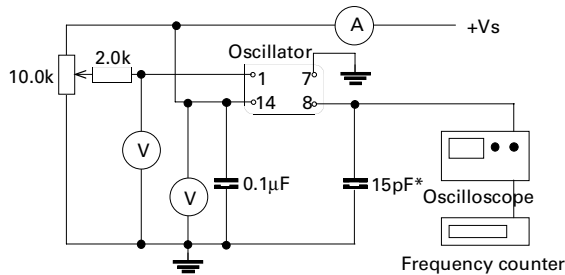 A
+Vs
Oscillator
2.0k
10.0k
1
7
14
8
V
V
0.1µF
15pF*
Oscilloscope
Frequency counter